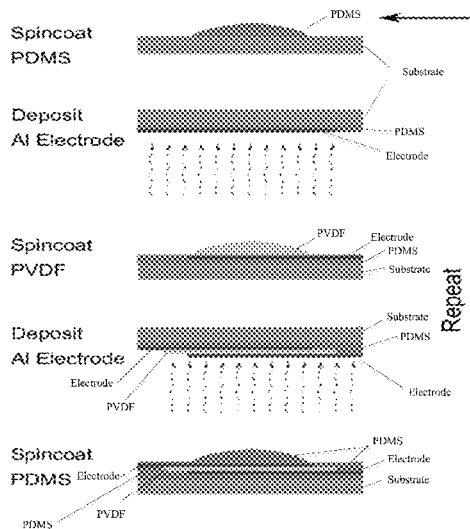 Spincoat
PDMS
PDMS
Substrate
Deposit
Al Electrode
PDMS
Electrode
Spincoat
PVDF
PVDF
Electrode
PDMS
Substrate
Repeat
Deposit
Al Electrode
Substrate
PDMS
Electrode
PVDF
Electrode
Spincoat
PDMS
PDMS
Electrode
Electrode
Substrate
PVDF
PDMS